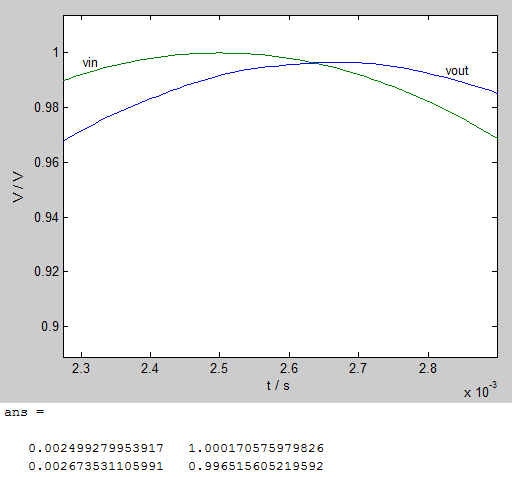 1
vin
vout
0.98
0.96
V / V
0.94
0.92
0.9
2.3 2.4 2.5 2.6 2.7 2.8
t / s
x 10⁻³
ans =
0.002499279953917 1.000170575979826
0.002673531105991 0.996515605219592